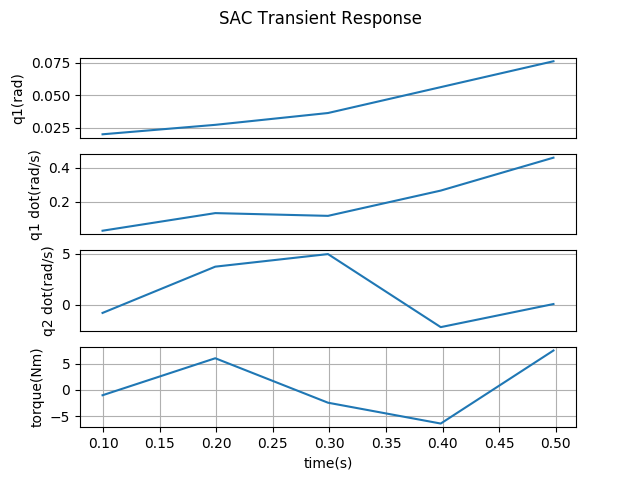 SAC Transient Response
0.075
0.050
0.025
q1(rad)
0.4
0.2
q1 dot(rad/s)
5
0
q2 dot(rad/s)
5
0
−5
torque(Nm)
0.10 0.15 0.20 0.25 0.30 0.35 0.40 0.45 0.50
time(s)